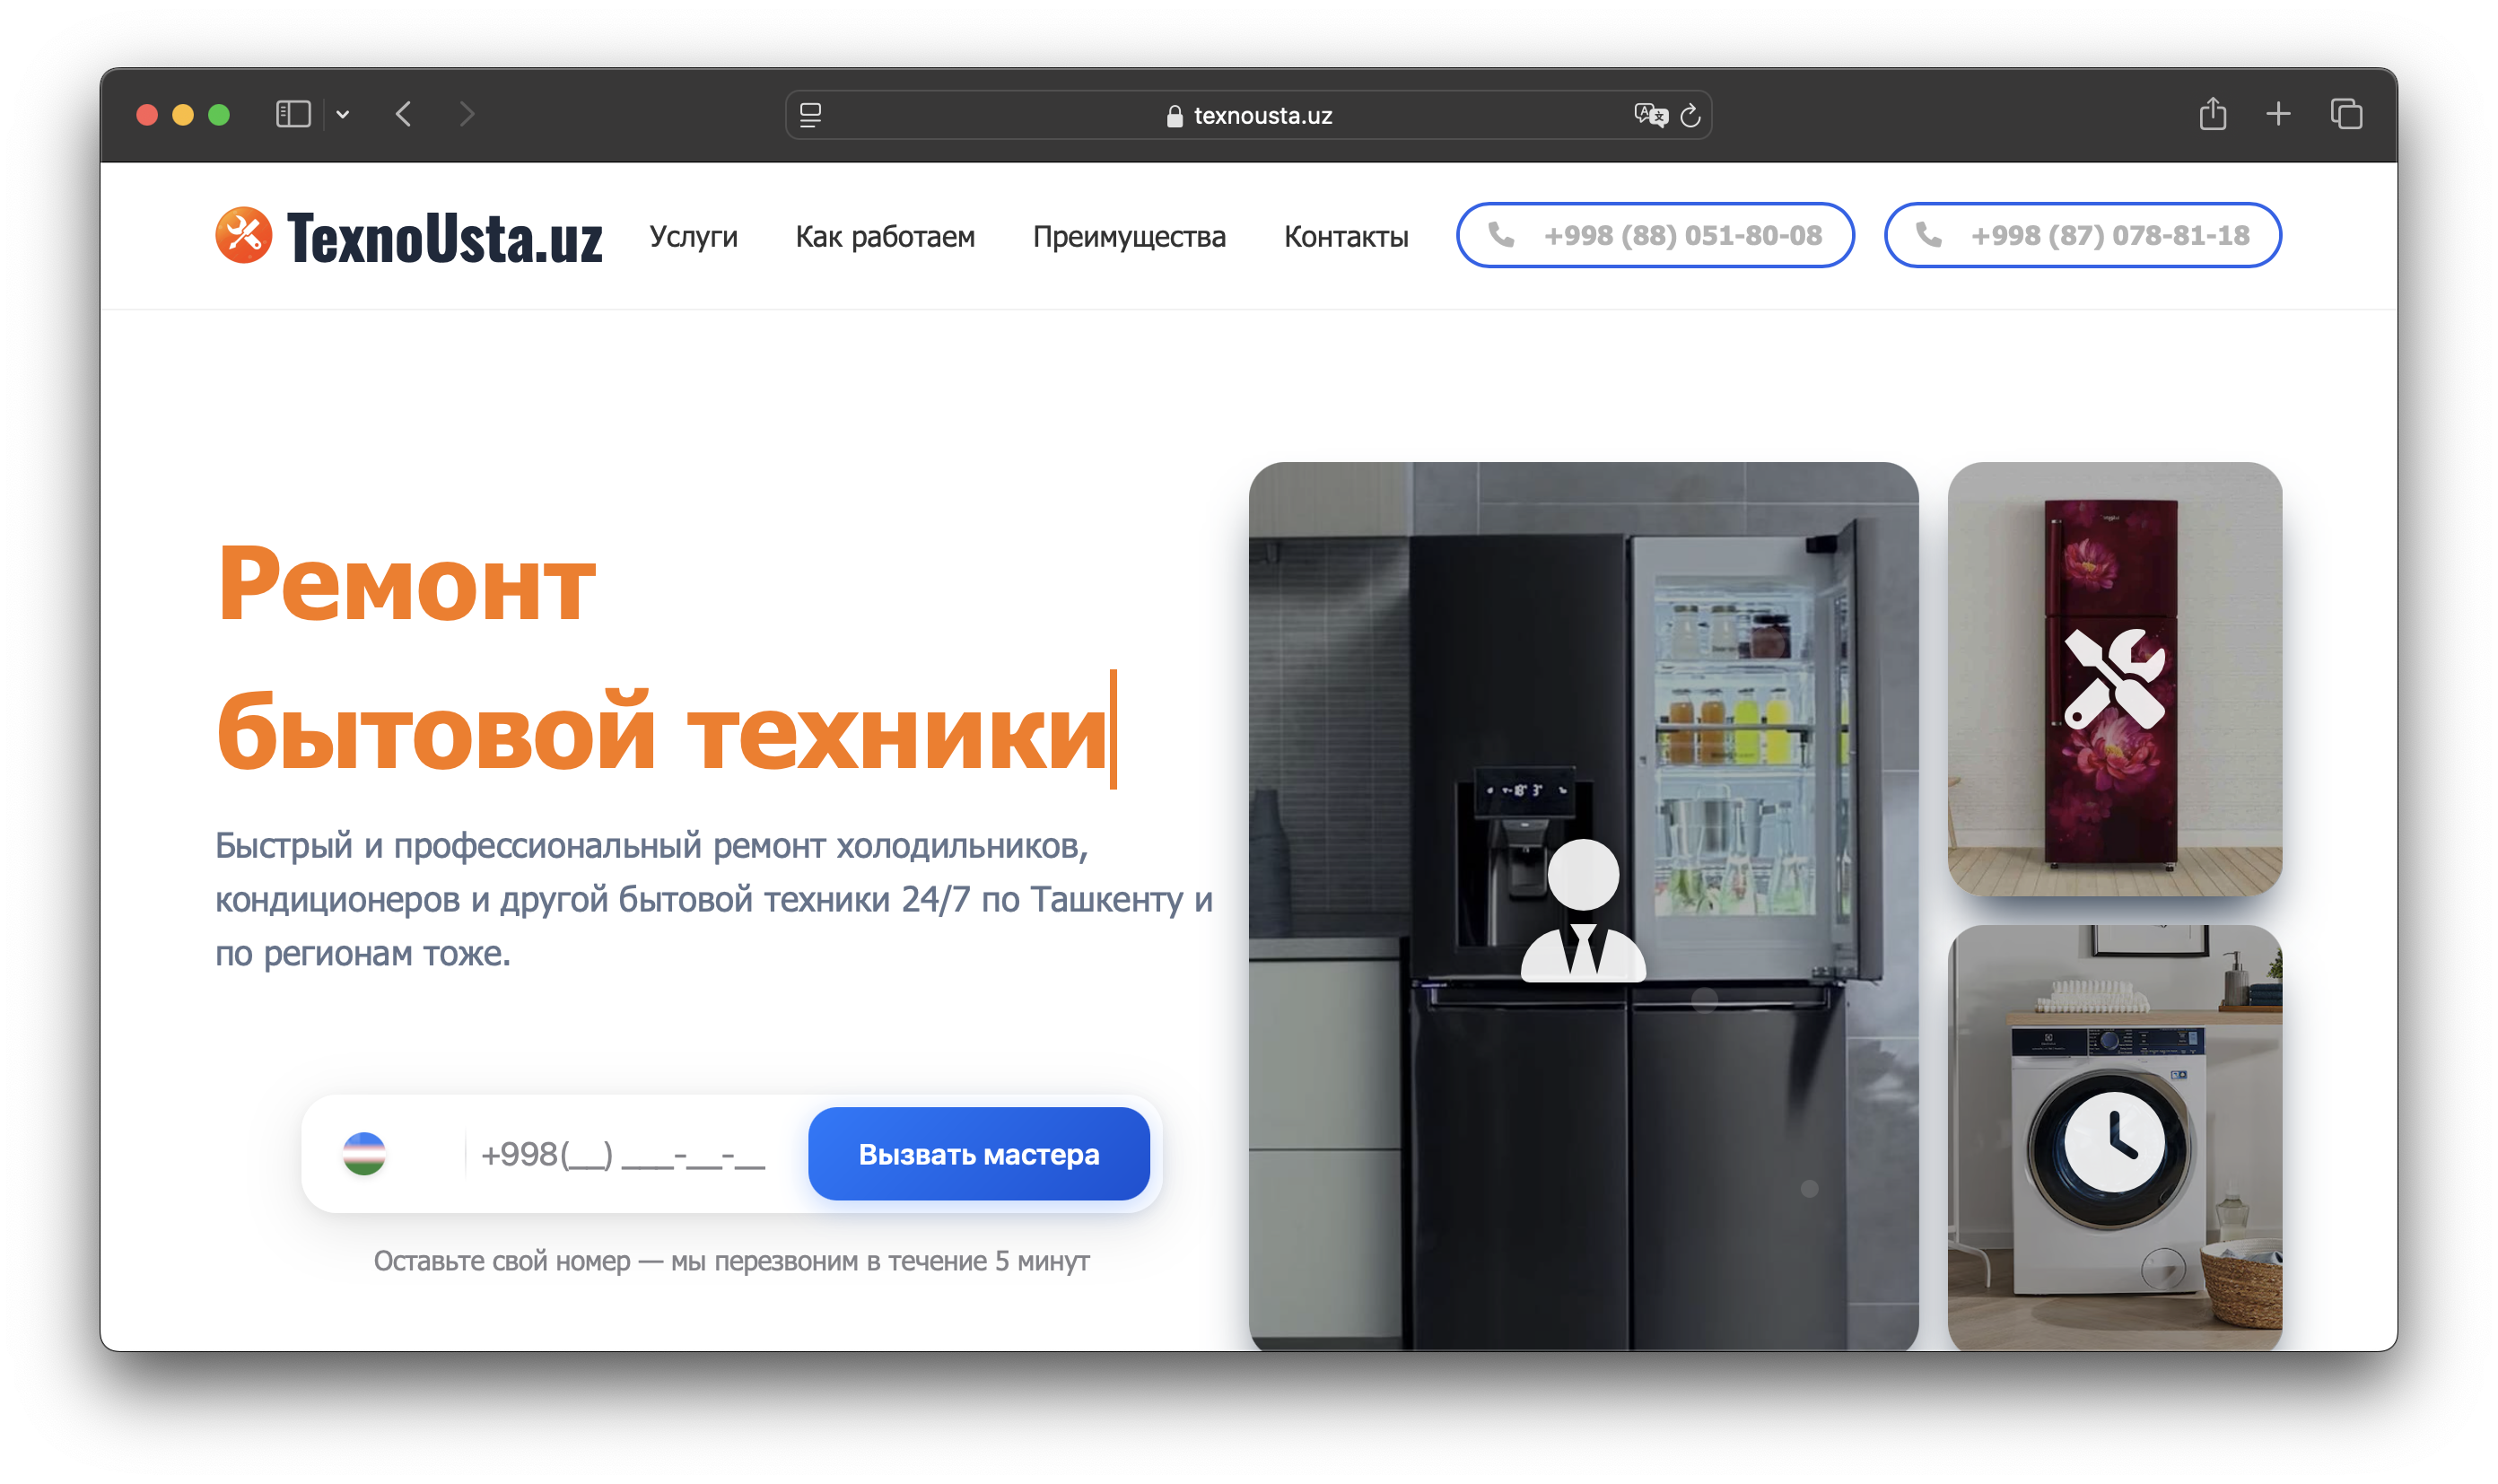 texnousta.uz
TexnoUsta.uz
Услуги
Как работаем
Преимущества
Контакты
+998 (88) 051-80-08
+998 (87) 078-81-18
Ремонт
бытовой техники
Быстрый и профессиональный ремонт холодильников,
кондиционеров и другой бытовой техники 24/7 по Ташкенту и
по регионам тоже.
+998(__) ___-__-__
Вызвать мастера
Оставьте свой номер — мы перезвоним в течение 5 минут